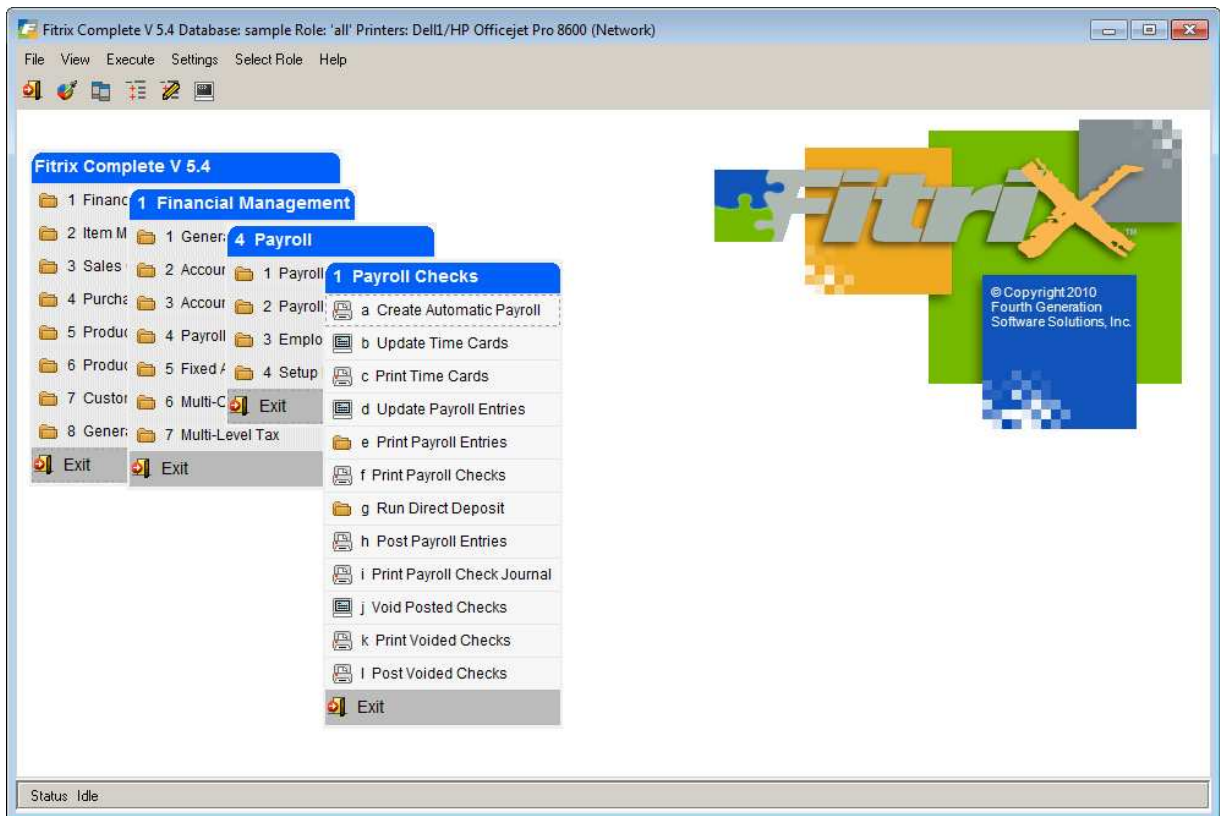 Fitrix Complete V 5.4 Database: sample Role: 'all' Printers: Dell1/HP Officejet Pro 8600 (Network)
File View Execute Settings Select Role Help
Fitrix Complete V 5.4
1 Financ
2 Item M
3 Sales
4 Purcha
5 Produc
6 Produc
7 Custor
8 Genera
Exit
1 Financial Management
1 Genera
2 Accour
3 Accour
4 Payroll
5 Fixed A
6 Multi-C
7 Multi-Level Tax
Exit
4 Payroll
1 Payroll
2 Payroll
3 Emplo
4 Setup
Exit
1 Payroll Checks
a Create Automatic Payroll
b Update Time Cards
c Print Time Cards
d Update Payroll Entries
e Print Payroll Entries
f Print Payroll Checks
g Run Direct Deposit
h Post Payroll Entries
i Print Payroll Check Journal
j Void Posted Checks
k Print Voided Checks
l Post Voided Checks
Exit
Fitrix TM
© Copyright 2010
Fourth Generation
Software Solutions, Inc.
Status Idle